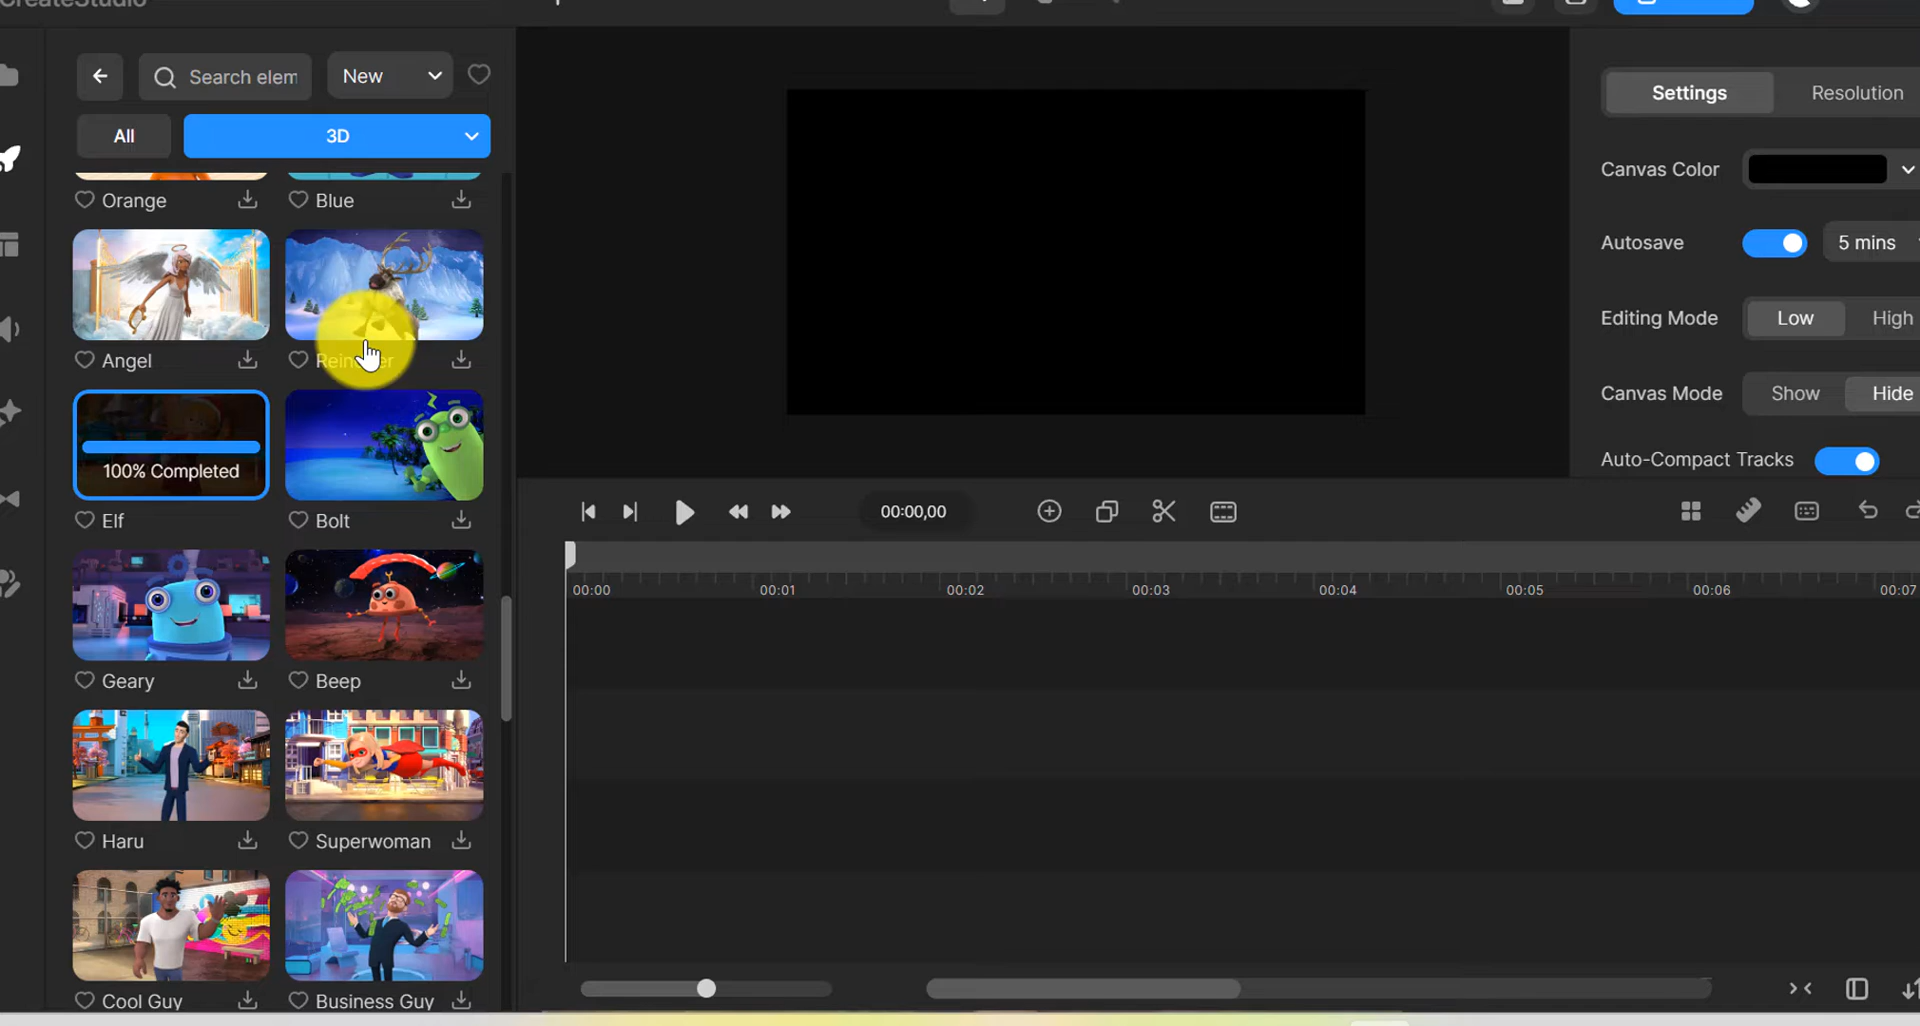 CreateStudio
Search elem
New
Settings
Resolution
All
3D
Canvas Color
Orange
Blue
Autosave
5 mins
Editing Mode
Low
High
Angel
Reindeer
Canvas Mode
Show
Hide
100% Completed
Auto-Compact Tracks
Elf
Bolt
00:00,00
00:00
00:01
00:02
00:03
00:04
00:05
00:06
00:07
Geary
Beep
Haru
Superwoman
Cool Guy
Business Guy